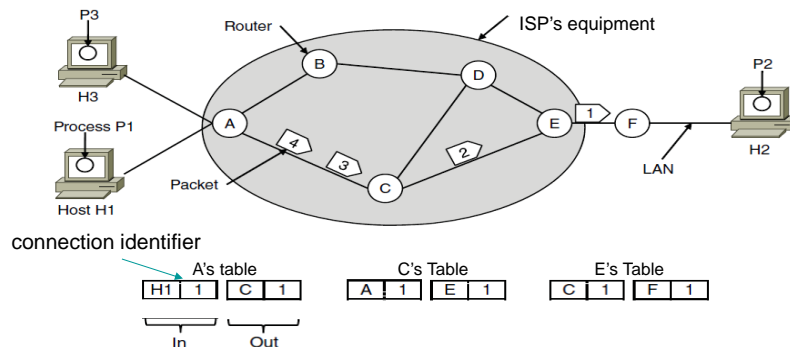 P3
Router
ISP's equipment
B
P2
D
H3
1
Process P1
A
E
F
4
3
2
H2
LAN
Packet
C
Host H1
connection identifier
A's table
C's Table
E's Table
H1 1 C 1
A 1 E 1
C 1 F 1
In
Out